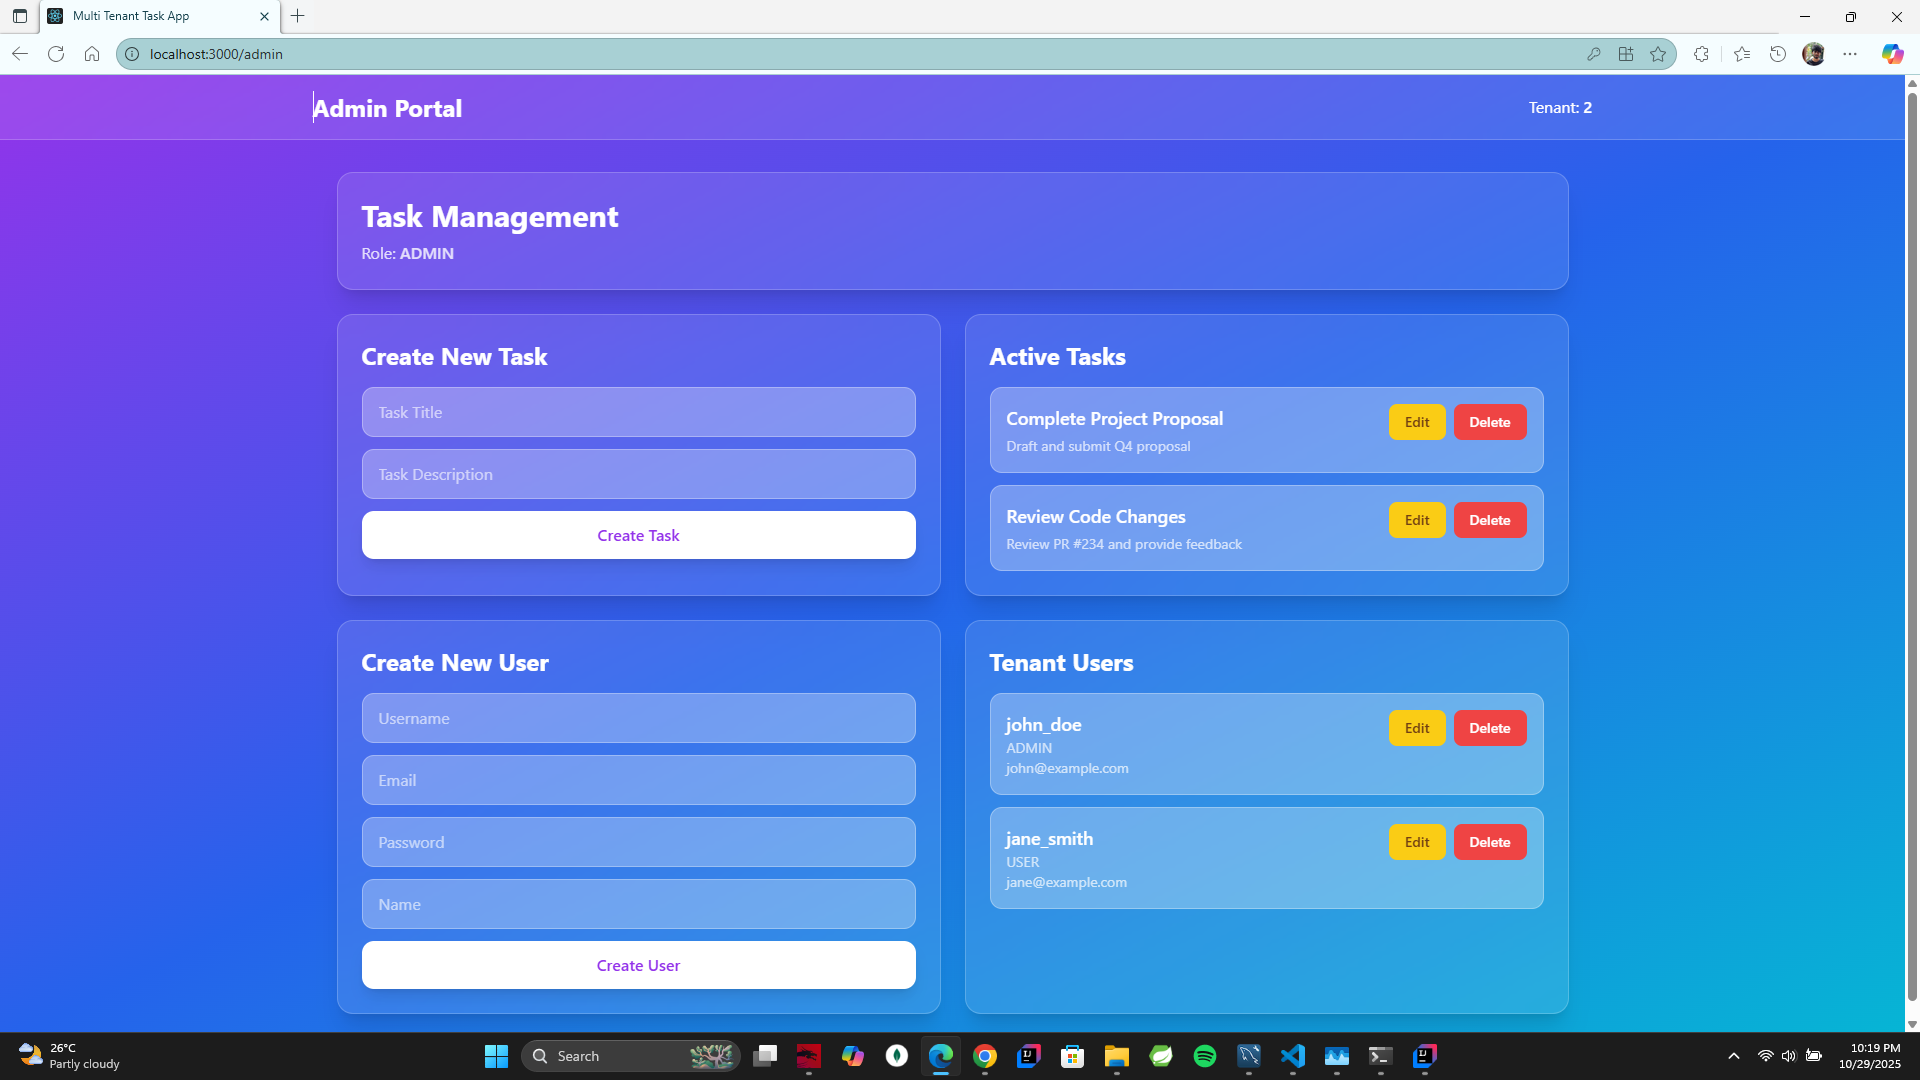 Multi Tenant Task App
localhost:3000/admin
Admin Portal
Tenant: 2
Task Management
Role: ADMIN
Create New Task
Task Title
Task Description
Create Task
Active Tasks
Complete Project Proposal
Draft and submit Q4 proposal
Edit
Delete
Review Code Changes
Review PR #234 and provide feedback
Edit
Delete
Create New User
Username
Email
Password
Name
Create User
Tenant Users
john_doe
ADMIN
john@example.com
Edit
Delete
jane_smith
USER
jane@example.com
Edit
Delete
26°C
Partly cloudy
Search
10:19 PM
10/29/2025